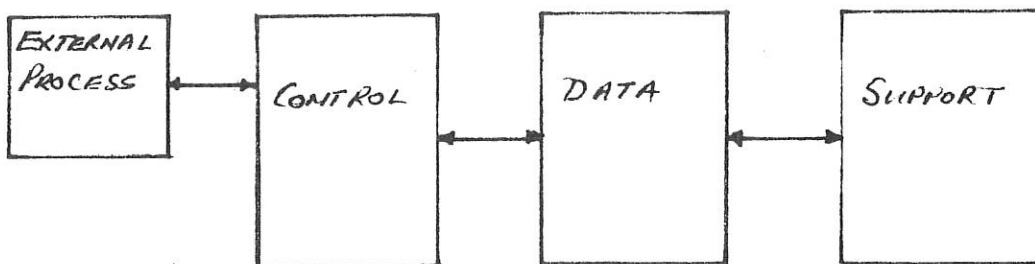 EXTERNAL
PROCESS
CONTROL
DATA
SUPPORT